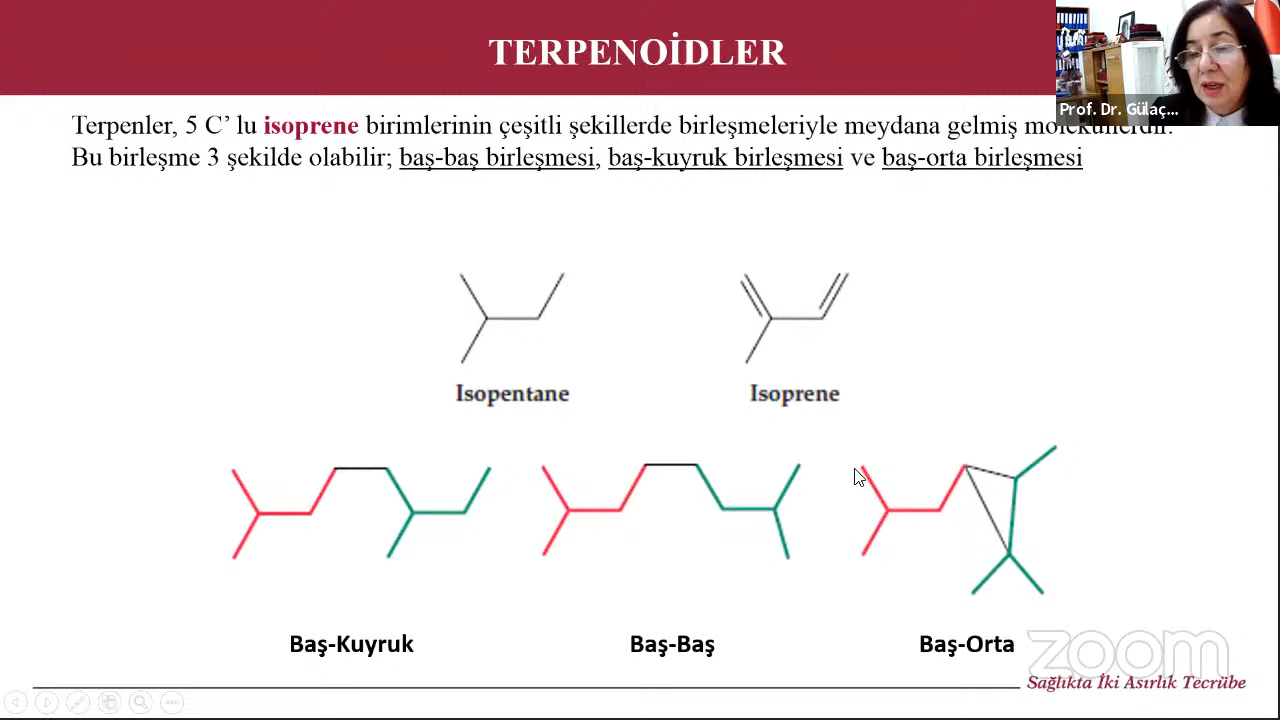 TERPENOİDLER
Prof. Dr. Gülaç...
Terpenler, 5 C’ lu isoprene birimlerinin çeşitli şekillerde birleşmeleriyle meydana gelmiş moleküllerdir.
Bu birleşme 3 şekilde olabilir; baş-baş birleşmesi, baş-kuyruk birleşmesi ve baş-orta birleşmesi
Isopentane
Isoprene
Baş-Kuyruk
Baş-Baş
Baş-Orta
zoom
Sağlıkta İki Asırlık Tecrübe